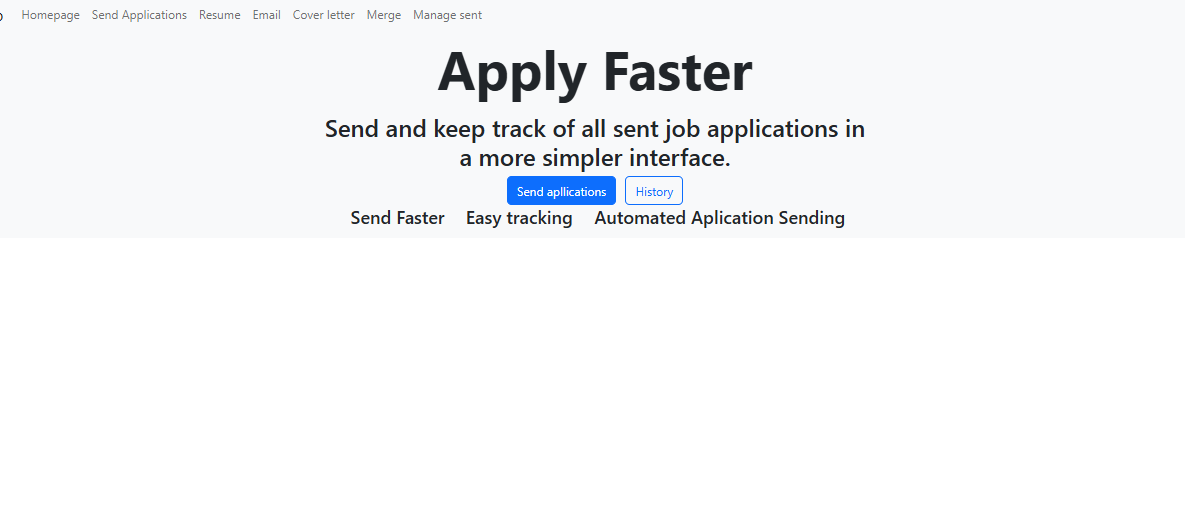 Homepage Send Applications Resume Email Cover letter Merge Manage sent
Apply Faster
Send and keep track of all sent job applications in
a more simpler interface.
Send apllications History
Send Faster Easy tracking Automated Aplication Sending